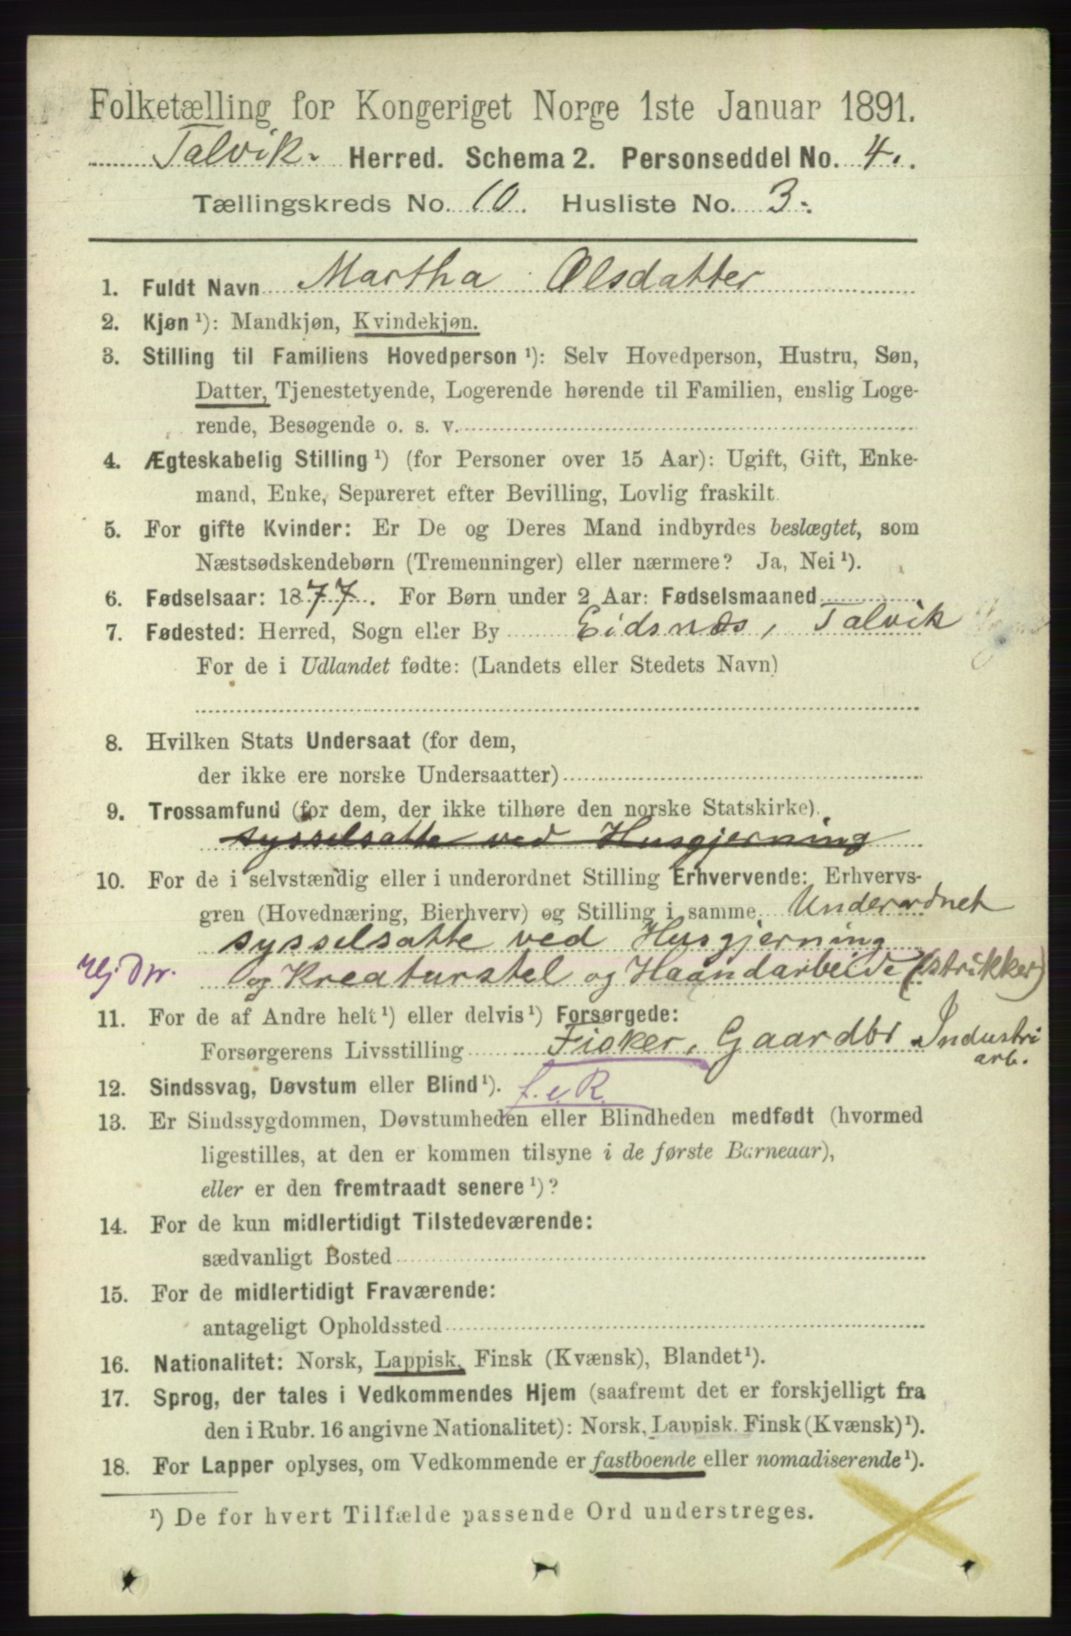 Folketælling for Kongeriget Norge 1ste Januar 1891.
Talvik. Herred. Schema 2. Personseddel No. 4.
Tællingskreds No. 10. Husliste No. 3.
1. Fuldt Navn Martha Olsdatter
2. Kjøn ¹): Mandkjøn, Kvindekjøn.
3. Stilling til Familiens Hovedperson ¹): Selv Hovedperson, Hustru, Søn,
Datter, Tjenestetyende, Logerende hørende til Familien, enslig Loge-
rende, Besøgende o. s. v.
4. Ægteskabelig Stilling ¹) (for Personer over 15 Aar): Ugift, Gift, Enke-
mand, Enke, Separeret efter Bevilling, Lovlig fraskilt.
5. For gifte Kvinder: Er De og Deres Mand indbyrdes beslægtet, som
Næstsødskendebørn (Tremenninger) eller nærmere? Ja, Nei ¹).
6. Fødselsaar: 1877. For Børn under 2 Aar: Fødselsmaaned
7. Fødested: Herred, Sogn eller By Eidsnæs, Talvik
For de i Udlandet fødte: (Landets eller Stedets Navn)
8. Hvilken Stats Undersaat (for dem,
der ikke ere norske Undersaatter)
9. Trossamfund (for dem, der ikke tilhøre den norske Statskirke).
sysselsatte ved Husgjerning
10. For de i selvstændig eller i underordnet Stilling Erhvervende: Erhvervs-
gren (Hovednæring, Bierhverv) og Stilling i samme Underordnet
sysselsatte ved Husgjerning
og Kreaturstel og Haandarbeide (strikker)
11. For de af Andre helt ¹) eller delvis ¹) Forsørgede:
Forsørgerens Livsstilling Fisker, Gaardbr Industri
arb.
12. Sindssvag, Døvstum eller Blind ¹). f. e R.
13. Er Sindssygdommen, Døvstumheden eller Blindheden medfødt (hvormed
ligestilles, at den er kommen tilsyne i de første Barneaar),
eller er den fremtraadt senere ¹)?
14. For de kun midlertidigt Tilstedeværende:
sædvanligt Bosted
15. For de midlertidigt Fraværende:
antageligt Opholdssted
16. Nationalitet: Norsk, Lappisk, Finsk (Kvænsk), Blandet ¹).
17. Sprog, der tales i Vedkommendes Hjem (saafremt det er forskjelligt fra
den i Rubr. 16 angivne Nationalitet): Norsk, Lappisk, Finsk (Kvænsk) ¹).
18. For Lapper oplyses, om Vedkommende er fastboende eller nomadiserende ¹).
¹) De for hvert Tilfælde passende Ord understreges.